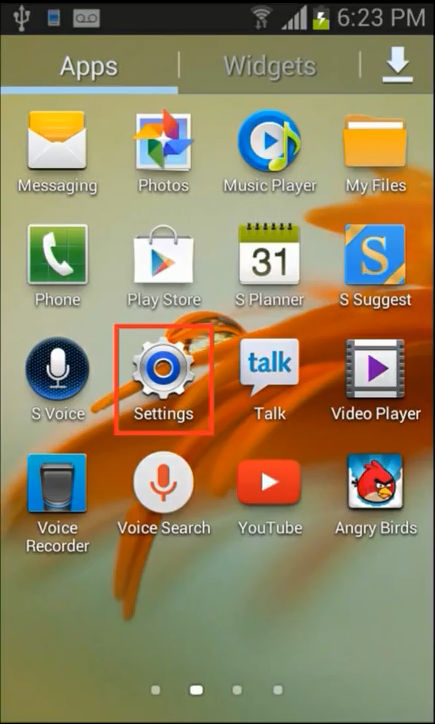 6:23 PM
Apps
Widgets
Messaging
Photos
Music Player
My Files
31
Phone
Play Store
S Planner
S
S Suggest
talk
S Voice
Settings
Talk
Video Player
Voice
Recorder
Voice Search
YouTube
Angry Birds